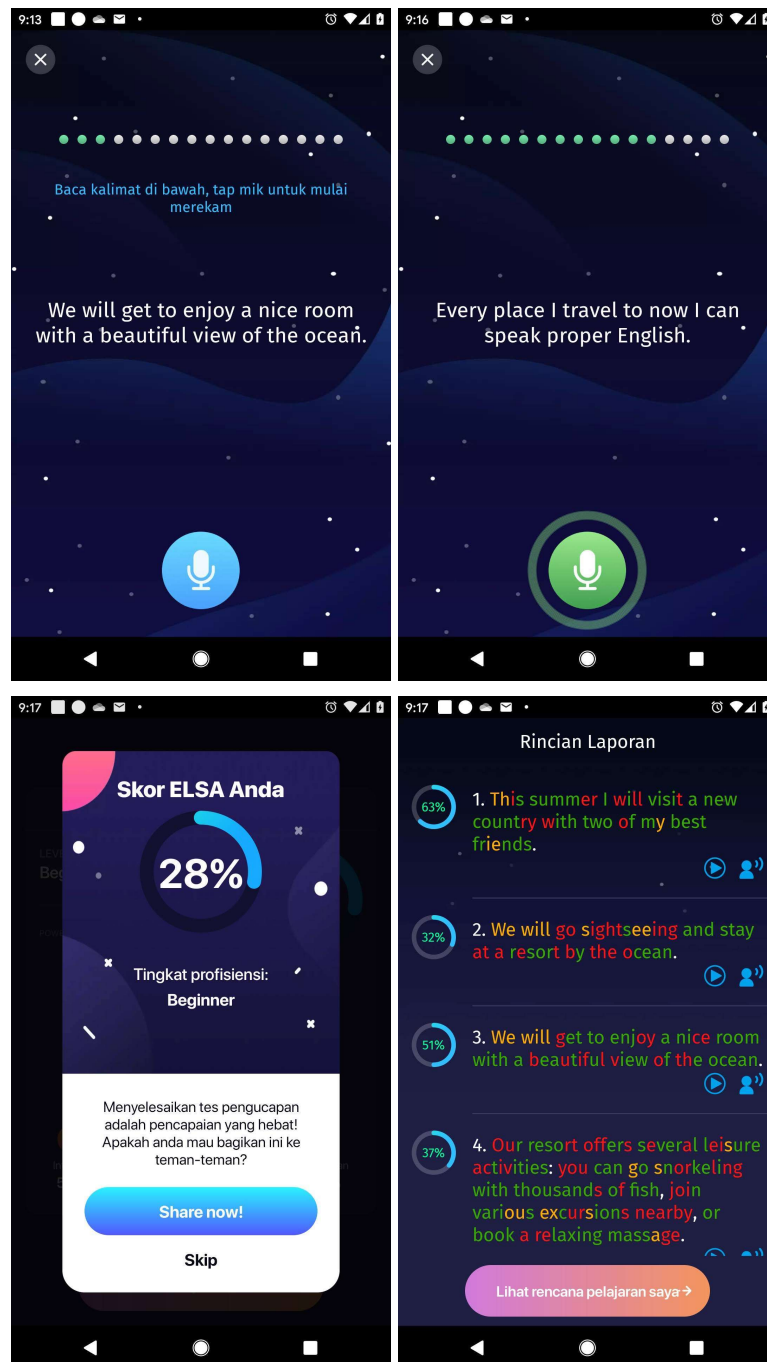 9:13
Baca kalimat di bawah, tap mik untuk mulai
merekam
We will get to enjoy a nice room
with a beautiful view of the ocean.
9:16
Every place I travel to now I can
speak proper English.
9:17
Skor ELSA Anda
28%
Tingkat profisiensi:
Beginner
Menyelesaikan tes pengucapan
adalah pencapaian yang hebat!
Apakah anda mau bagikan ini ke
teman-teman?
Share now!
Skip
9:17
Rincian Laporan
63%
1. This summer I will visit a new
country with two of my best
friends.
32%
2. We will go sightseeing and stay
at a resort by the ocean.
51%
3. We will get to enjoy a nice room
with a beautiful view of the ocean.
37%
4. Our resort offers several leisure
activities: you can go snorkeling
with thousands of fish, join
various excursions nearby, or
book a relaxing massage.
Lihat rencana pelajaran saya→